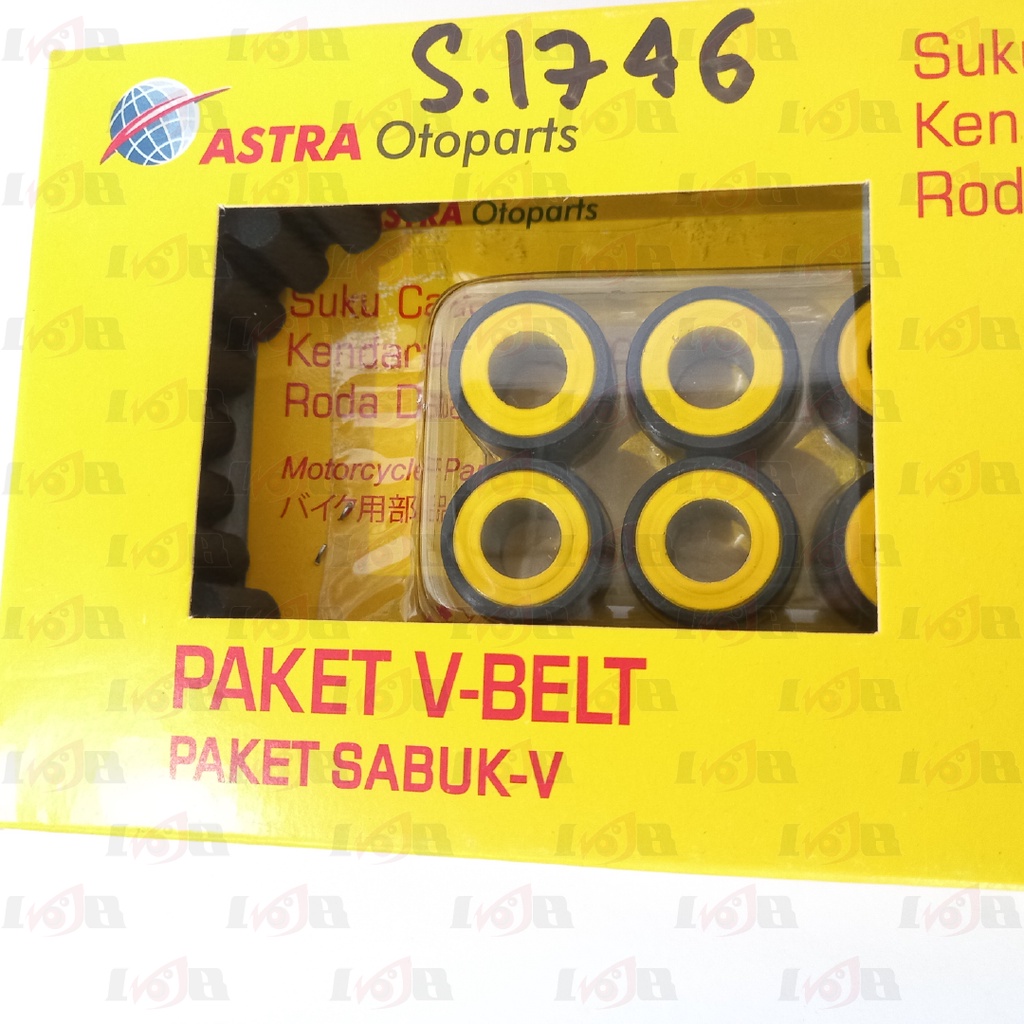 S.1746
ASTRA Otoparts
Suku
Ken
Roda
ASTRA Otoparts
Suku Ca
Kendara
Roda D
Motorcycle Par
バイク用部
PAKET V-BELT
PAKET SABUK-V